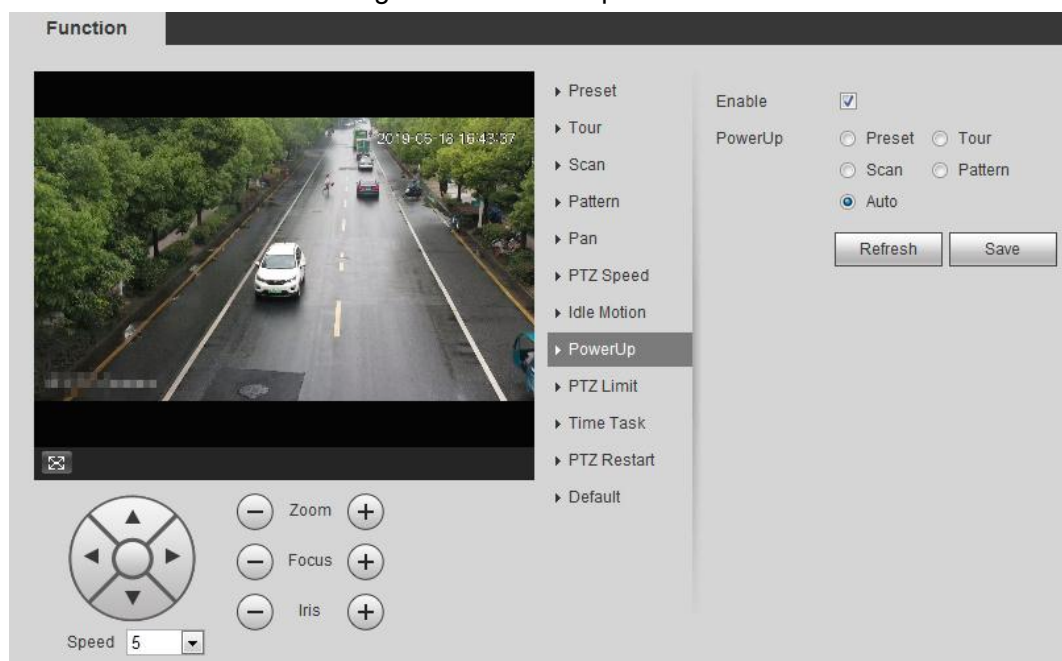 Function
2019-05-18 16:43:37
Preset
Tour
Scan
Pattern
Pan
PTZ Speed
Idle Motion
PowerUp
PTZ Limit
Time Task
PTZ Restart
Default
Enable
PowerUp
Preset Tour
Scan Pattern
Auto
Refresh Save
Zoom
Focus
Iris
Speed 5